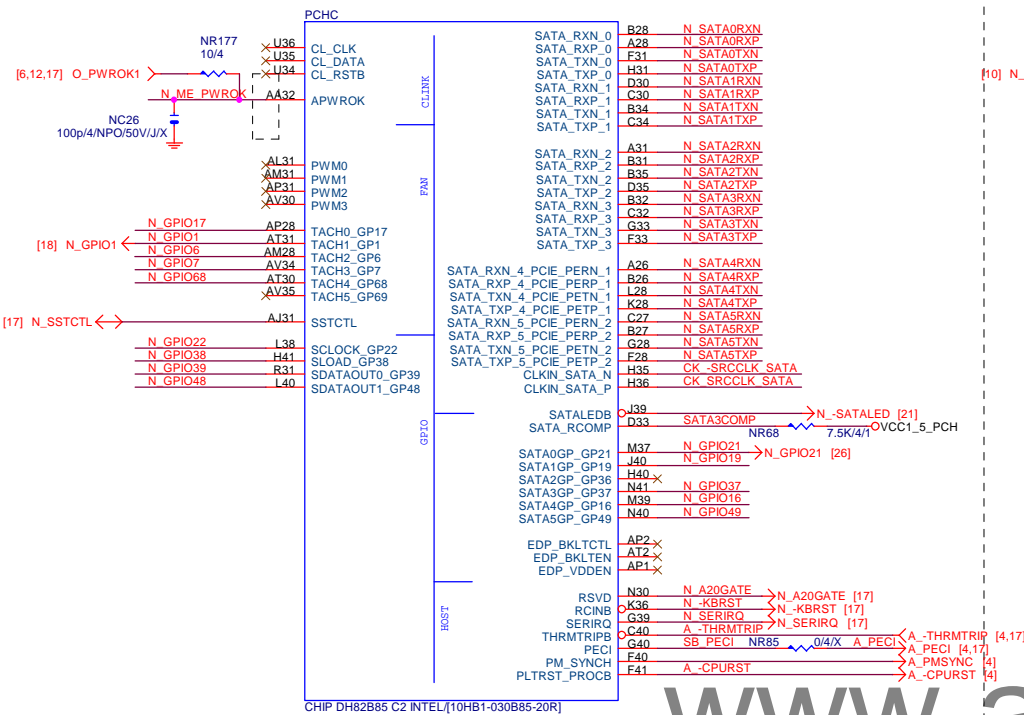 PCHC
NR177
10/4
[6,12,17] O_PWROK1
N_ME_PWROK
NC26
100p/4/NPO/50V/J/X
U36 CL_CLK
U35 CL_DATA
U34 CL_RSTB
AA32 APWROK
CLINK
AL31 PWM0
AM31 PWM1
AP31 PWM2
AV30 PWM3
FAN
N_GPIO17 AP28 TACH0_GP17
[18] N_GPIO1 N_GPIO1 AT31 TACH1_GP1
N_GPIO6 AM28 TACH2_GP6
N_GPIO7 AV34 TACH3_GP7
N_GPIO68 AT30 TACH4_GP68
AV35 TACH5_GP69
[17] N_SSTCTL AJ31 SSTCTL
N_GPIO22 L38 SCLOCK_GP22
N_GPIO38 H41 SLOAD_GP38
N_GPIO39 R31 SDATAOUT0_GP39
N_GPIO48 L40 SDATAOUT1_GP48
GPIO
HOST
SATA_RXN_0 B28 N_SATA0RXN
SATA_RXP_0 A28 N_SATA0RXP
SATA_TXN_0 F31 N_SATA0TXN
SATA_TXP_0 H31 N_SATA0TXP
SATA_RXN_1 D30 N_SATA1RXN
SATA_RXP_1 C30 N_SATA1RXP
SATA_TXN_1 B34 N_SATA1TXN
SATA_TXP_1 C34 N_SATA1TXP
SATA_RXN_2 A31 N_SATA2RXN
SATA_RXP_2 B31 N_SATA2RXP
SATA_TXN_2 B35 N_SATA2TXN
SATA_TXP_2 D35 N_SATA2TXP
SATA_RXN_3 B32 N_SATA3RXN
SATA_RXP_3 C32 N_SATA3RXP
SATA_TXN_3 G33 N_SATA3TXN
SATA_TXP_3 F33 N_SATA3TXP
SATA_RXN_4_PCIE_PERN_1 A26 N_SATA4RXN
SATA_RXP_4_PCIE_PERP_1 B26 N_SATA4RXP
SATA_TXN_4_PCIE_PETN_1 L28 N_SATA4TXN
SATA_TXP_4_PCIE_PETP_1 K28 N_SATA4TXP
SATA_RXN_5_PCIE_PERN_2 C27 N_SATA5RXN
SATA_RXP_5_PCIE_PERP_2 B27 N_SATA5RXP
SATA_TXN_5_PCIE_PETN_2 G28 N_SATA5TXN
SATA_TXP_5_PCIE_PETP_2 F28 N_SATA5TXP
CLKIN_SATA_N H35 CK_-SRCCLK_SATA
CLKIN_SATA_P H36 CK_SRCCLK_SATA
SATALEDB J39 N_-SATALED [21]
SATA_RCOMP D33 SATA3COMP NR68 7.5K/4/1 VCC1_5_PCH
SATA0GP_GP21 M37 N_GPIO21 N_GPIO21 [26]
SATA1GP_GP19 J40 N_GPIO19
SATA2GP_GP36 H40
SATA3GP_GP37 N41 N_GPIO37
SATA4GP_GP16 M39 N_GPIO16
SATA5GP_GP49 N40 N_GPIO49
EDP_BKLTCTL AP2
EDP_BKLTEN AT2
EDP_VDDEN AP1
RSVD N30 N_A20GATE N_A20GATE [17]
RCINB K36 N_-KBRST N_-KBRST [17]
SERIRQ G39 N_SERIRQ N_SERIRQ [17]
THRMTRIPB C40 A_-THRMTRIP A_-THRMTRIP [4,17]
PECI G40 SB_PECI NR85 0/4/X A_PECI A_PECI [4,17]
PM_SYNCH F40 A_PMSYNC [4]
PLTRST_PROCB F41 A_-CPURST A_-CPURST [4]
CHIP DH82B85 C2 INTEL/[10HB1-030B85-20R]
[10] N_
www.